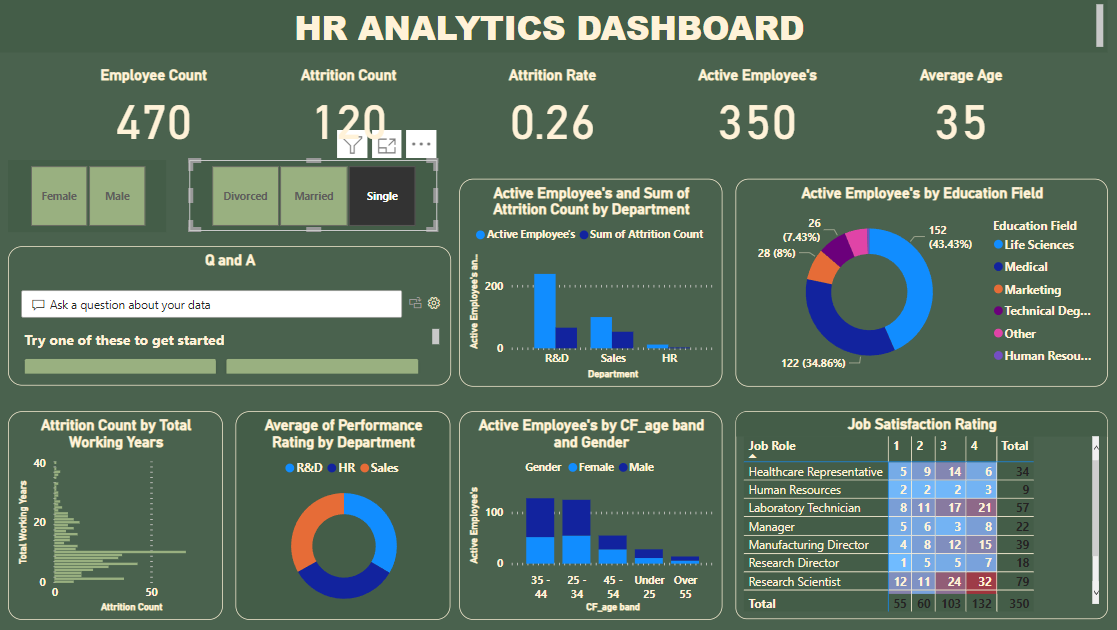 HR ANALYTICS DASHBOARD
Employee Count
Attrition Count
Attrition Rate
Active Employee's
Average Age
470
120
0.26
350
35
Female
Male
Divorced
Married
Single
Q and A
Ask a question about your data
Try one of these to get started
Active Employee's and Sum of
Attrition Count by Department
Active Employee's
Sum of Attrition Count
Active Employee's an...
200
0
R&D
Sales
HR
Department
Active Employee's by Education Field
26
(7.43%)
28 (8%)
152
(43.43%)
122 (34.86%)
Education Field
Life Sciences
Medical
Marketing
Technical Deg...
Other
Human Resou...
Attrition Count by Total
Working Years
Total Working Years
40
20
0
0
50
Attrition Count
Average of Performance
Rating by Department
R&D
HR
Sales
Active Employee's by CF_age band
and Gender
Gender
Female
Male
Active Employee's
100
0
35 -
44
25 -
34
45 -
54
Under
25
Over
55
CF_age band
Job Satisfaction Rating
Job Role 1 2 3 4 Total
Healthcare Representative 5 9 14 6 34
Human Resources 2 2 2 3 9
Laboratory Technician 8 11 17 21 57
Manager 5 6 3 8 22
Manufacturing Director 4 8 12 15 39
Research Director 1 5 5 7 18
Research Scientist 12 11 24 32 79
Total 55 60 103 132 350